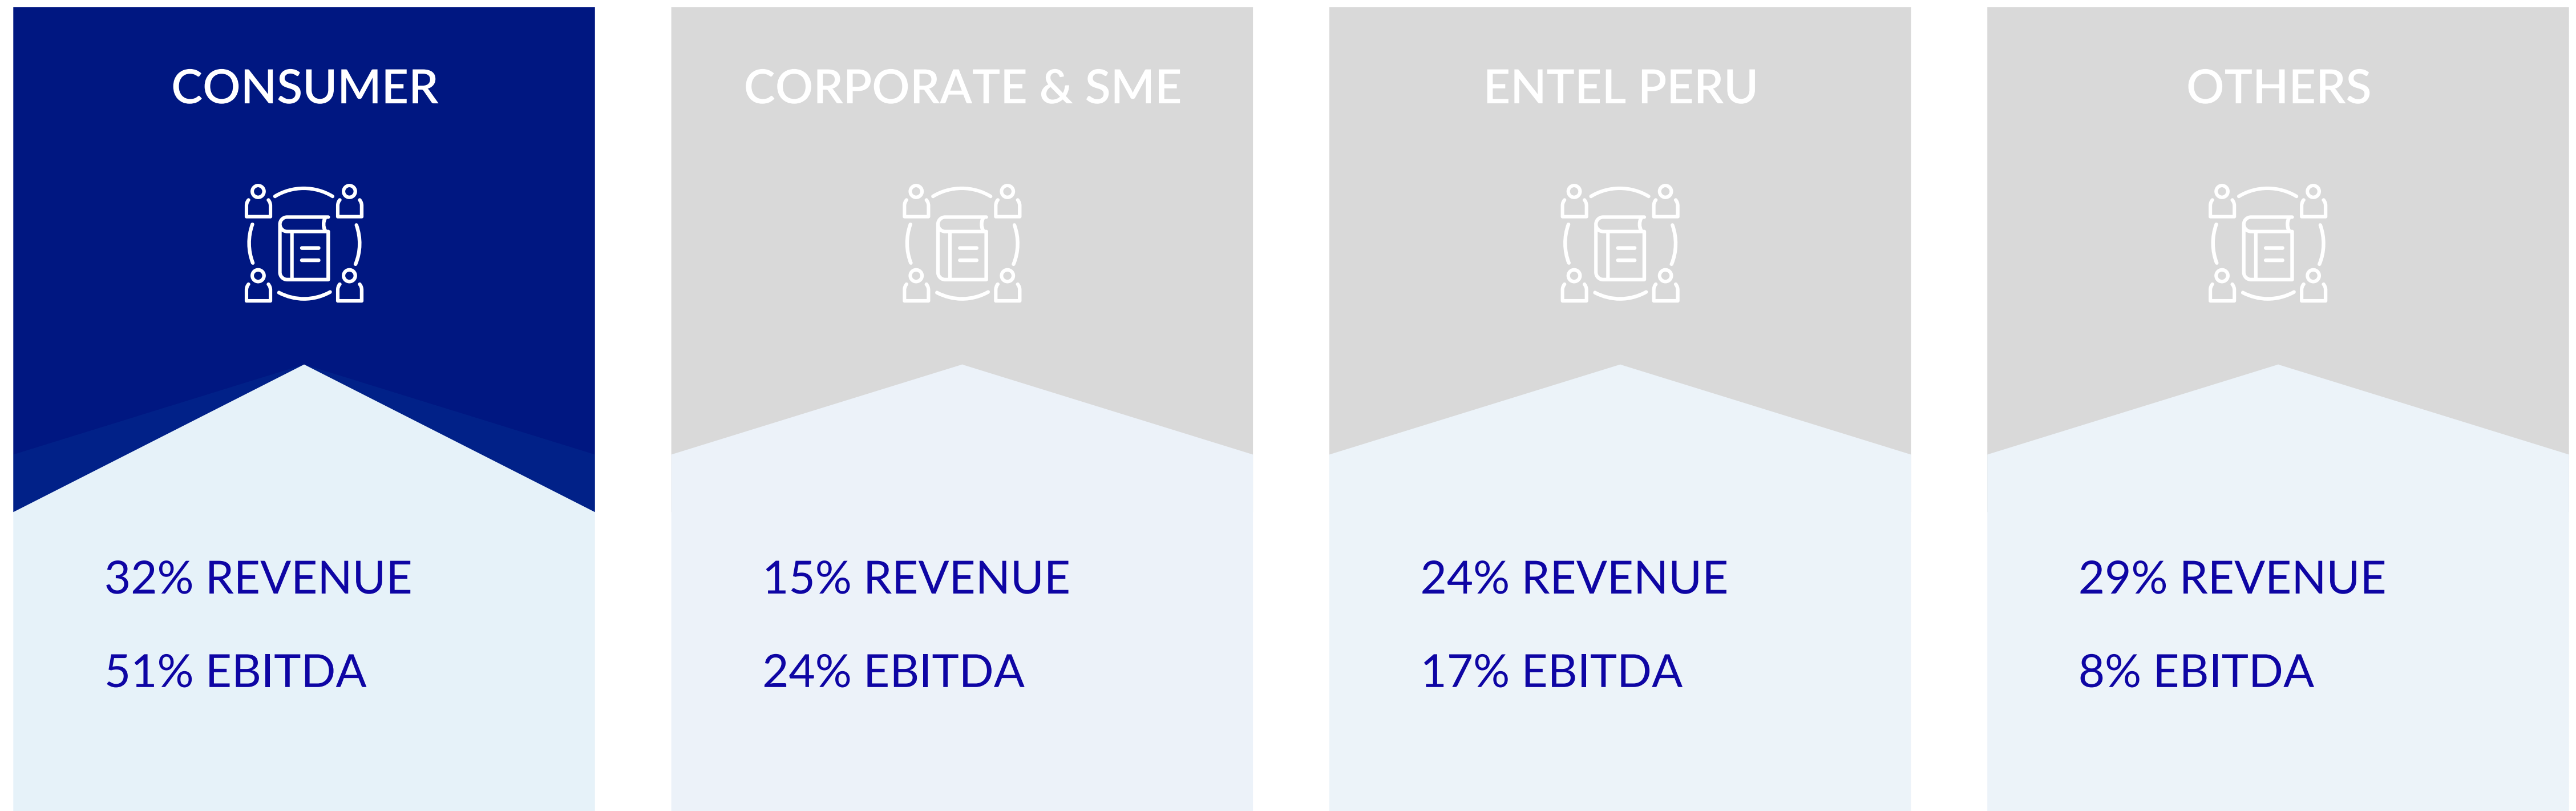 CONSUMER
32% REVENUE
51% EBITDA
CORPORATE & SME
15% REVENUE
24% EBITDA
ENTEL PERU
24% REVENUE
17% EBITDA
OTHERS
29% REVENUE
8% EBITDA